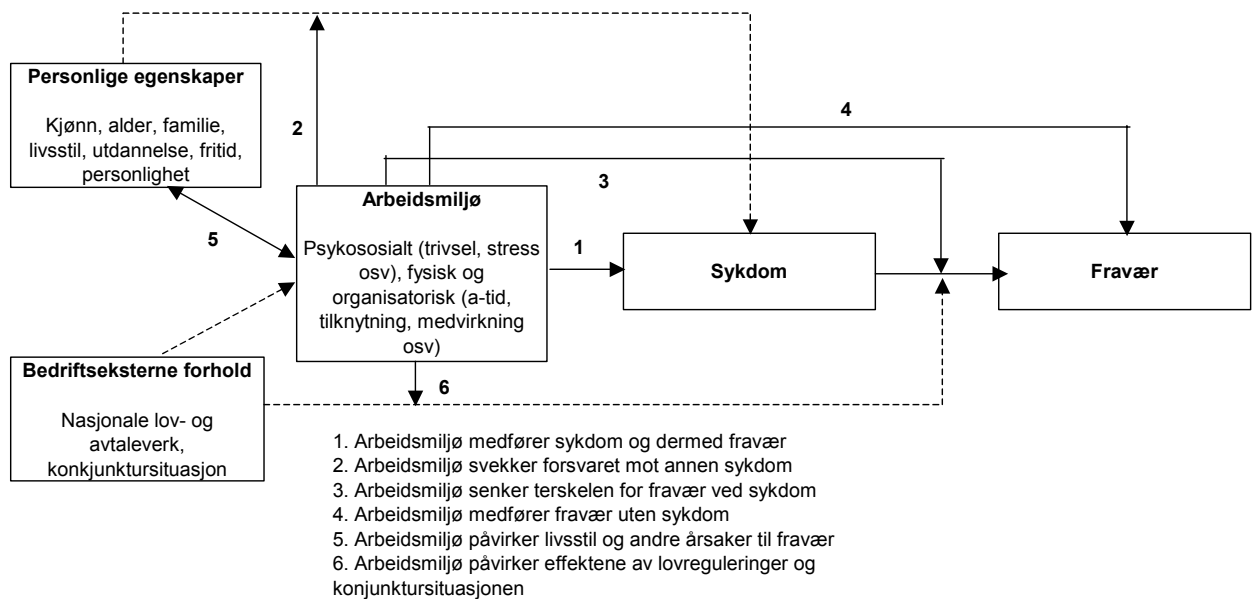 Personlige egenskaper
Kjønn, alder, familie,
livsstil, utdannelse, fritid,
personlighet
2
4
3
5
Arbeidsmiljø
Psykososialt (trivsel, stress
osv), fysisk og
organisatorisk (a-tid,
tilknytning, medvirkning
osv)
1
Sykdom
Fravær
Bedriftseksterne forhold
Nasjonale lov- og
avtaleverk,
konkjunktursituasjon
6
1. Arbeidsmiljø medfører sykdom og dermed fravær
2. Arbeidsmiljø svekker forsvaret mot annen sykdom
3. Arbeidsmiljø senker terskelen for fravær ved sykdom
4. Arbeidsmiljø medfører fravær uten sykdom
5. Arbeidsmiljø påvirker livsstil og andre årsaker til fravær
6. Arbeidsmiljø påvirker effektene av lovreguleringer og
konjunktursituasjonen